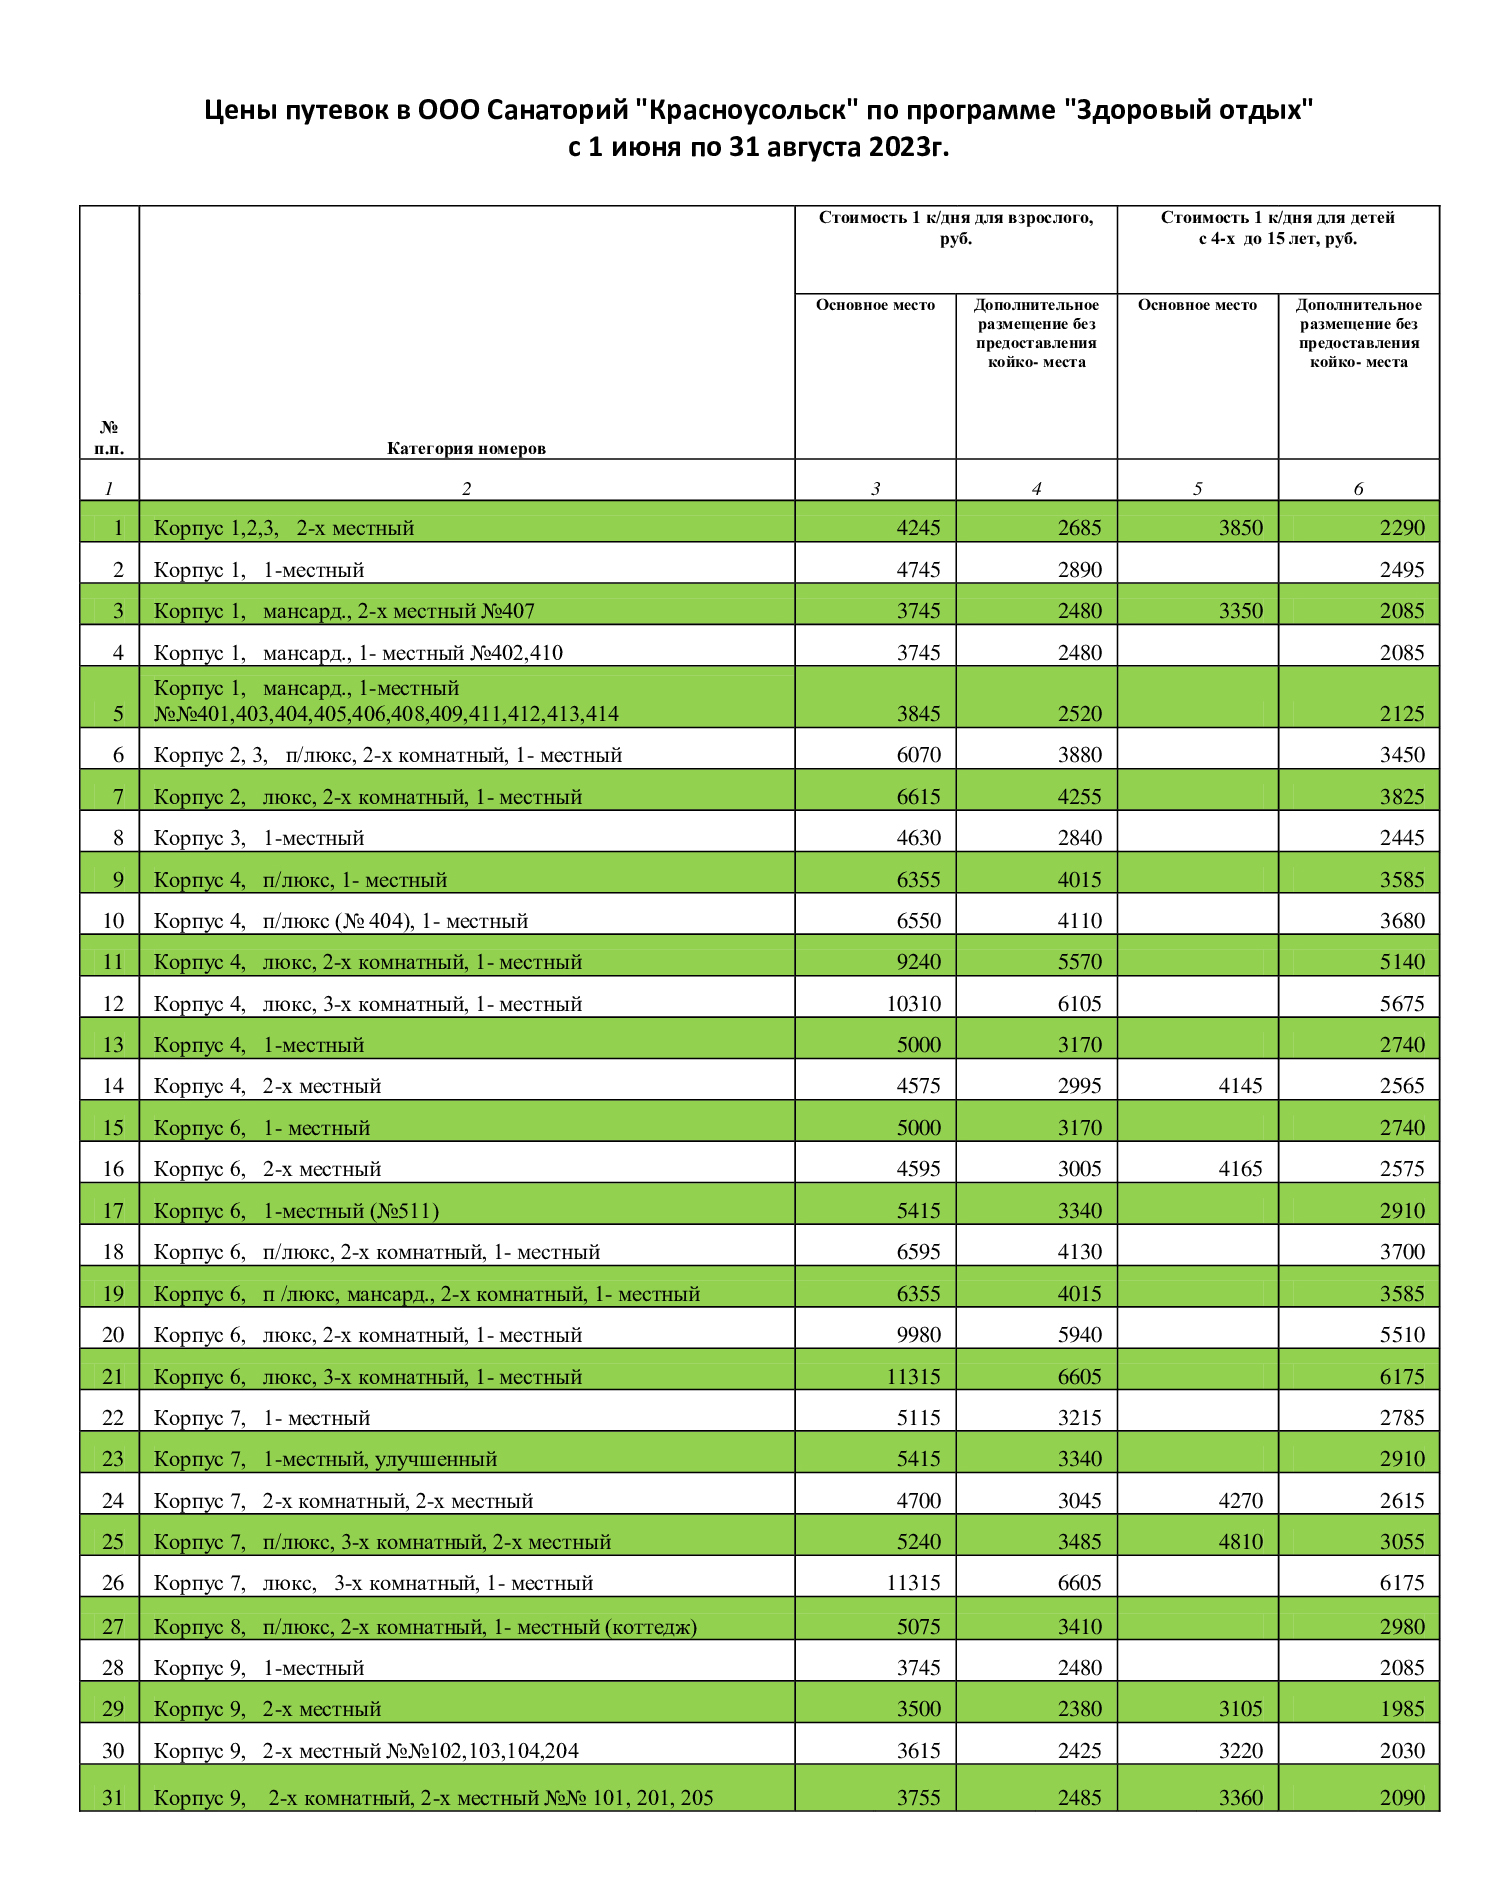 Цены путевок в ООО Санаторий "Красноусольск" по программе "Здоровый отдых"
с 1 июня по 31 августа 2023г.
№ п.п. Категория номеров Стоимость 1 к/дня для взрослого, руб. Стоимость 1 к/дня для детей с 4-х до 15 лет, руб.
Основное место Дополнительное размещение без предоставления койко- места Основное место Дополнительное размещение без предоставления койко- места
1 2 3 4 5 6
1 Корпус 1,2,3, 2-х местный 4245 2685 3850 2290
2 Корпус 1, 1-местный 4745 2890 2495
3 Корпус 1, мансард., 2-х местный №407 3745 2480 3350 2085
4 Корпус 1, мансард., 1- местный №402,410 3745 2480 2085
Корпус 1, мансард., 1-местный
5 №№401,403,404,405,406,408,409,411,412,413,414 3845 2520 2125
6 Корпус 2, 3, п/люкс, 2-х комнатный, 1- местный 6070 3880 3450
7 Корпус 2, люкс, 2-х комнатный, 1- местный 6615 4255 3825
8 Корпус 3, 1-местный 4630 2840 2445
9 Корпус 4, п/люкс, 1- местный 6355 4015 3585
10 Корпус 4, п/люкс (№ 404), 1- местный 6550 4110 3680
11 Корпус 4, люкс, 2-х комнатный, 1- местный 9240 5570 5140
12 Корпус 4, люкс, 3-х комнатный, 1- местный 10310 6105 5675
13 Корпус 4, 1-местный 5000 3170 2740
14 Корпус 4, 2-х местный 4575 2995 4145 2565
15 Корпус 6, 1- местный 5000 3170 2740
16 Корпус 6, 2-х местный 4595 3005 4165 2575
17 Корпус 6, 1-местный (№511) 5415 3340 2910
18 Корпус 6, п/люкс, 2-х комнатный, 1- местный 6595 4130 3700
19 Корпус 6, п /люкс, мансард., 2-х комнатный, 1- местный 6355 4015 3585
20 Корпус 6, люкс, 2-х комнатный, 1- местный 9980 5940 5510
21 Корпус 6, люкс, 3-х комнатный, 1- местный 11315 6605 6175
22 Корпус 7, 1- местный 5115 3215 2785
23 Корпус 7, 1-местный, улучшенный 5415 3340 2910
24 Корпус 7, 2-х комнатный, 2-х местный 4700 3045 4270 2615
25 Корпус 7, п/люкс, 3-х комнатный, 2-х местный 5240 3485 4810 3055
26 Корпус 7, люкс, 3-х комнатный, 1- местный 11315 6605 6175
27 Корпус 8, п/люкс, 2-х комнатный, 1- местный (коттедж) 5075 3410 2980
28 Корпус 9, 1-местный 3745 2480 2085
29 Корпус 9, 2-х местный 3500 2380 3105 1985
30 Корпус 9, 2-х местный №№102,103,104,204 3615 2425 3220 2030
31 Корпус 9, 2-х комнатный, 2-х местный №№ 101, 201, 205 3755 2485 3360 2090